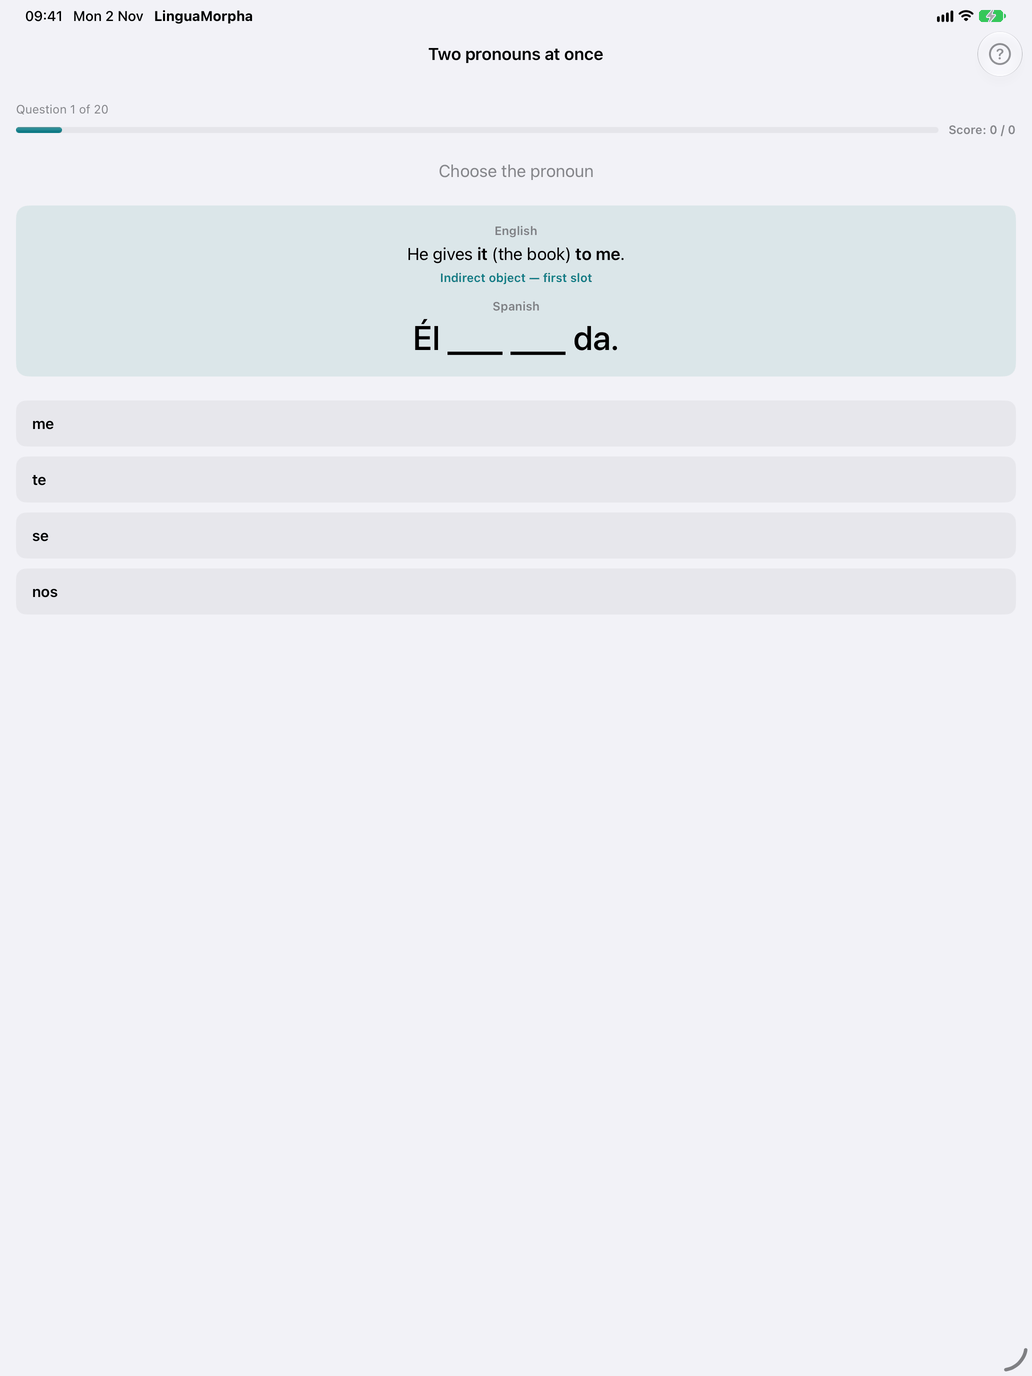 09:41 Mon 2 Nov LinguaMorpha
Two pronouns at once
?
Question 1 of 20
Score: 0 / 0
Choose the pronoun
English
He gives it (the book) to me.
Indirect object — first slot
Spanish
Él ___ ___ da.
me
te
se
nos